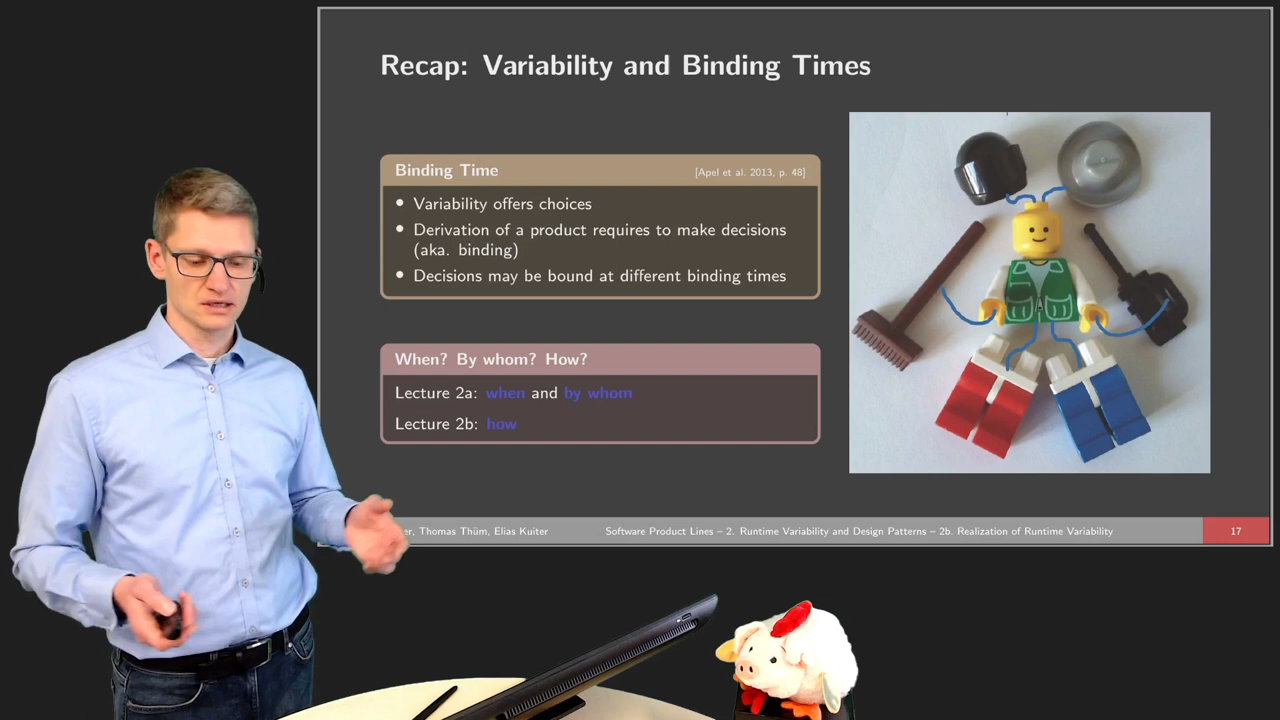 Recap: Variability and Binding Times
Binding Time [Apel et al. 2013, p. 48]
• Variability offers choices
• Derivation of a product requires to make decisions
(aka. binding)
• Decisions may be bound at different binding times
When? By whom? How?
Lecture 2a: when and by whom
Lecture 2b: how
Thomas Thüm, Elias Kuiter Software Product Lines – 2. Runtime Variability and Design Patterns – 2b. Realization of Runtime Variability 17